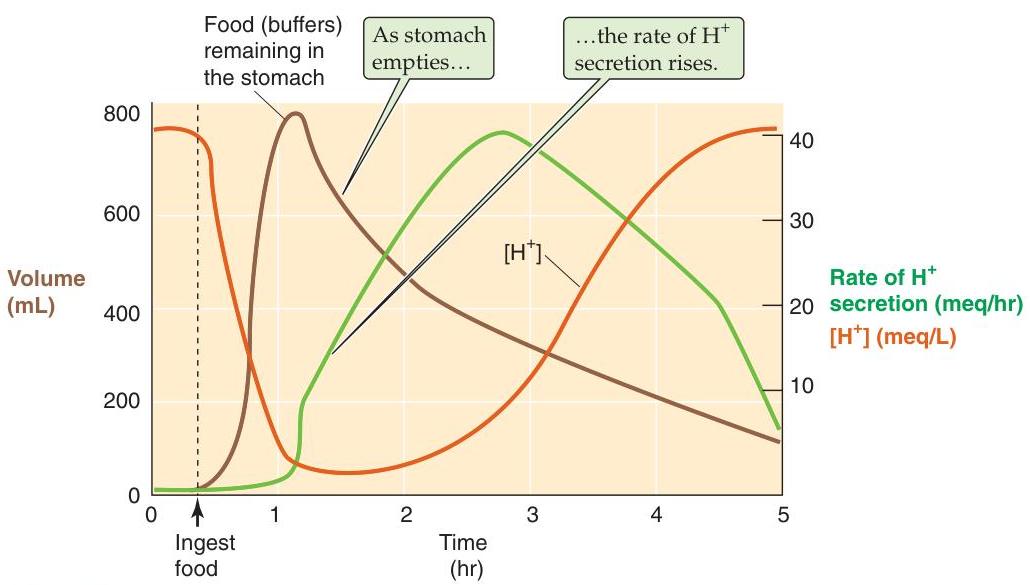 Food (buffers)
remaining in
the stomach
As stomach
empties…
…the rate of H⁺
secretion rises.
800
600
400
200
0
Volume
(mL)
[H⁺]
40
30
20
10
Rate of H⁺
secretion (meq/hr)
[H⁺] (meq/L)
0 1 2 3 4 5
Ingest
food
Time
(hr)